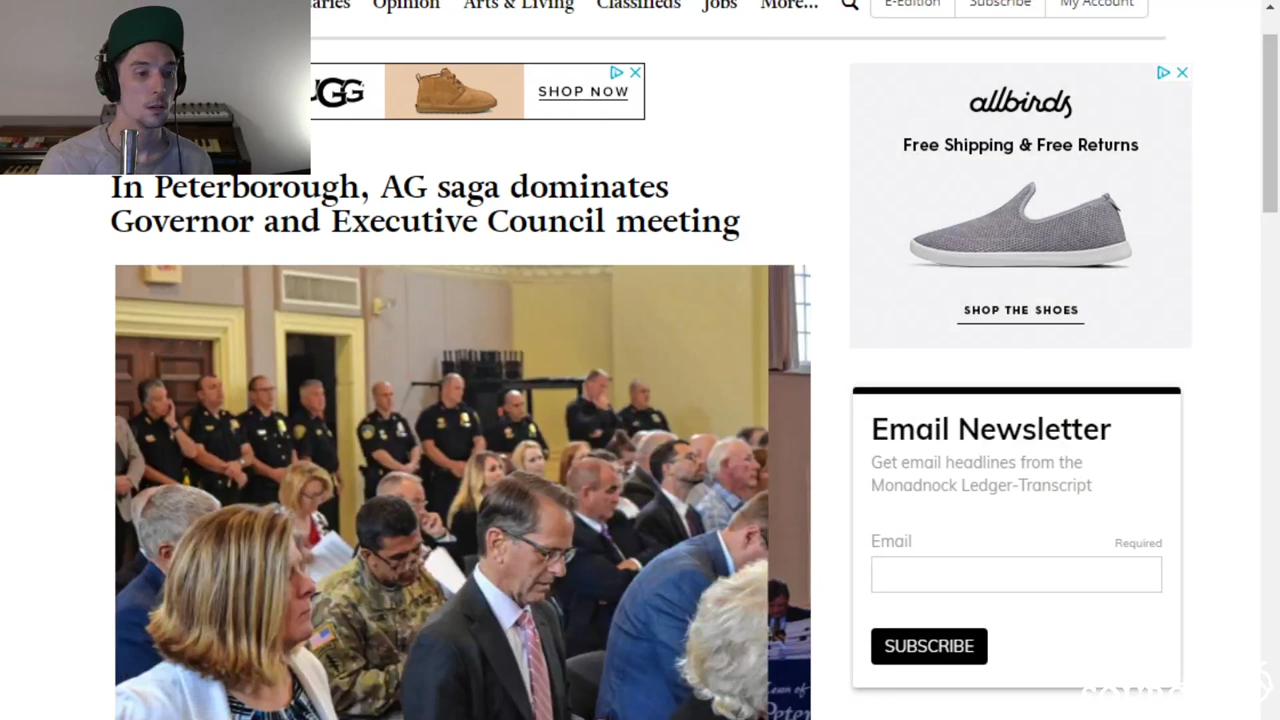 Opinion Arts & Living Classifieds Jobs More...
E-Edition Subscribe My Account
UGG
SHOP NOW
allbirds
Free Shipping & Free Returns
SHOP THE SHOES
In Peterborough, AG saga dominates
Governor and Executive Council meeting
Email Newsletter
Get email headlines from the
Monadnock Ledger-Transcript
Email Required
SUBSCRIBE